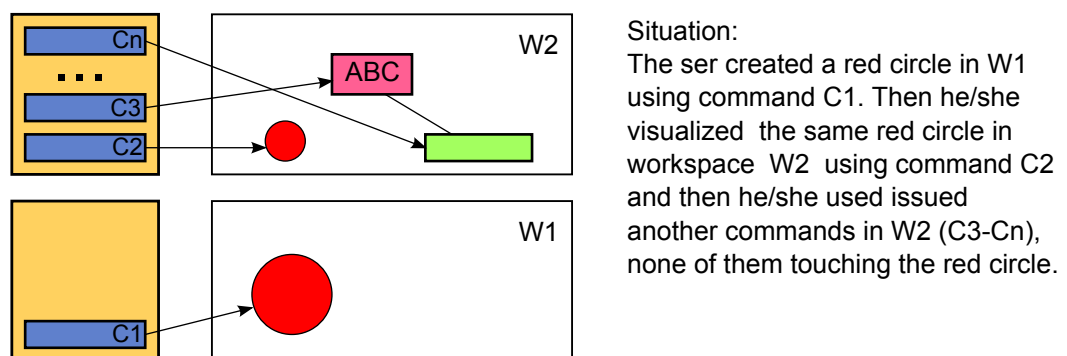 Cn
...
C3
C2
W2
ABC
C1
W1
Situation:
The ser created a red circle in W1
using command C1. Then he/she
visualized  the same red circle in
workspace  W2  using command C2
and then he/she used issued
another commands in W2 (C3-Cn),
none of them touching the red circle.